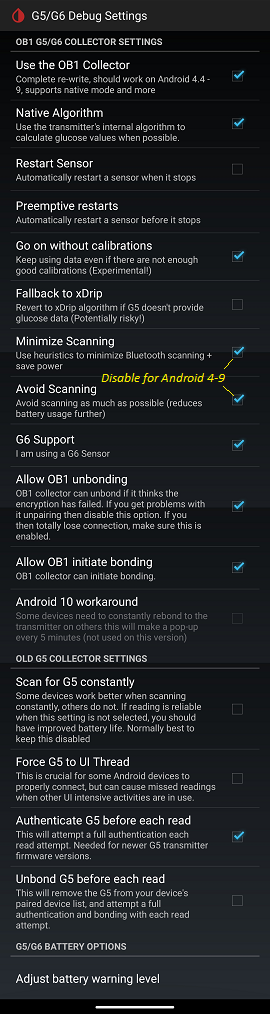 G5/G6 Debug Settings
OB1 G5/G6 COLLECTOR SETTINGS
Use the OB1 Collector
Complete re-write, should work on Android 4.4 -
9, supports native mode and more
Native Algorithm
Use the transmitter's internal algorithm to
calculate glucose values when possible.
Restart Sensor
Automatically restart a sensor when it stops
Preemptive restarts
Automatically restart a sensor before it stops
Go on without calibrations
Keep using data even if there are not enough
good calibrations (Experimental!!)
Fallback to xDrip
Revert to xDrip algorithm if G5 doesn't provide
glucose data (Potentially risky!)
Minimize Scanning
Use heuristics to minimize Bluetooth scanning +
save power
Disable for Android 4-9
Avoid Scanning
Avoid scanning as much as possible (reduces
battery usage further)
G6 Support
I am using a G6 Sensor
Allow OB1 unbonding
OB1 collector can unbond if it thinks the
encryption has failed. If you get problems with
it unpairing then disable this option. If you
then totally lose connection, make sure this is
enabled.
Allow OB1 initiate bonding
OB1 collector can initiate bonding.
Android 10 workaround
Some devices need to constantly rebond to the
transmitter on others this will make a pop-up
every 5 minutes (not used on this version)
OLD G5 COLLECTOR SETTINGS
Scan for G5 constantly
Some devices work better when scanning
constantly, others do not. If reading is reliable
when this setting is not selected, you should
have improved battery life. Normally best to
keep this disabled
Force G5 to UI Thread
This is crucial for some Android devices to
properly connect, but can cause missed readings
when other UI intensive activities are in use.
Authenticate G5 before each read
This will attempt a full authentication each
read attempt. Needed for newer G5 transmitter
firmware versions.
Unbond G5 before each read
This will remove the G5 from your device's
paired device list, and attempt a full
authentication and bonding with each read
attempt.
G5/G6 BATTERY OPTIONS
Adjust battery warning level